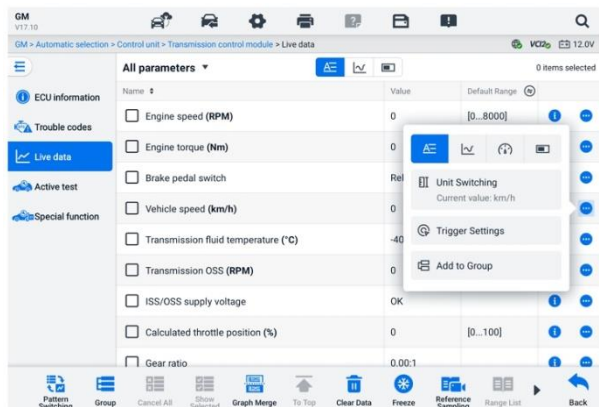 GM
V17.10
GM > Automatic selection > Control unit > Transmission control module > Live data
VCI 12.0V
All parameters
0 items selected
ECU information
Trouble codes
Live data
Active test
Special function
Name Value Default Range
Engine speed (RPM) 0 [0...8000]
Engine torque (Nm) 0
Brake pedal switch Rel
Vehicle speed (km/h) 0
Transmission fluid temperature (°C) -40
Transmission OSS (RPM) 0
ISS/OSS supply voltage OK
Calculated throttle position (%) 0 [0...100]
Gear ratio 0.00:1
Unit Switching
Current value: km/h
Trigger Settings
Add to Group
Pattern Switching
Group
Cancel All
Show Selected
Graph Merge
To Top
Clear Data
Freeze
Reference Sampling
Range List
Back